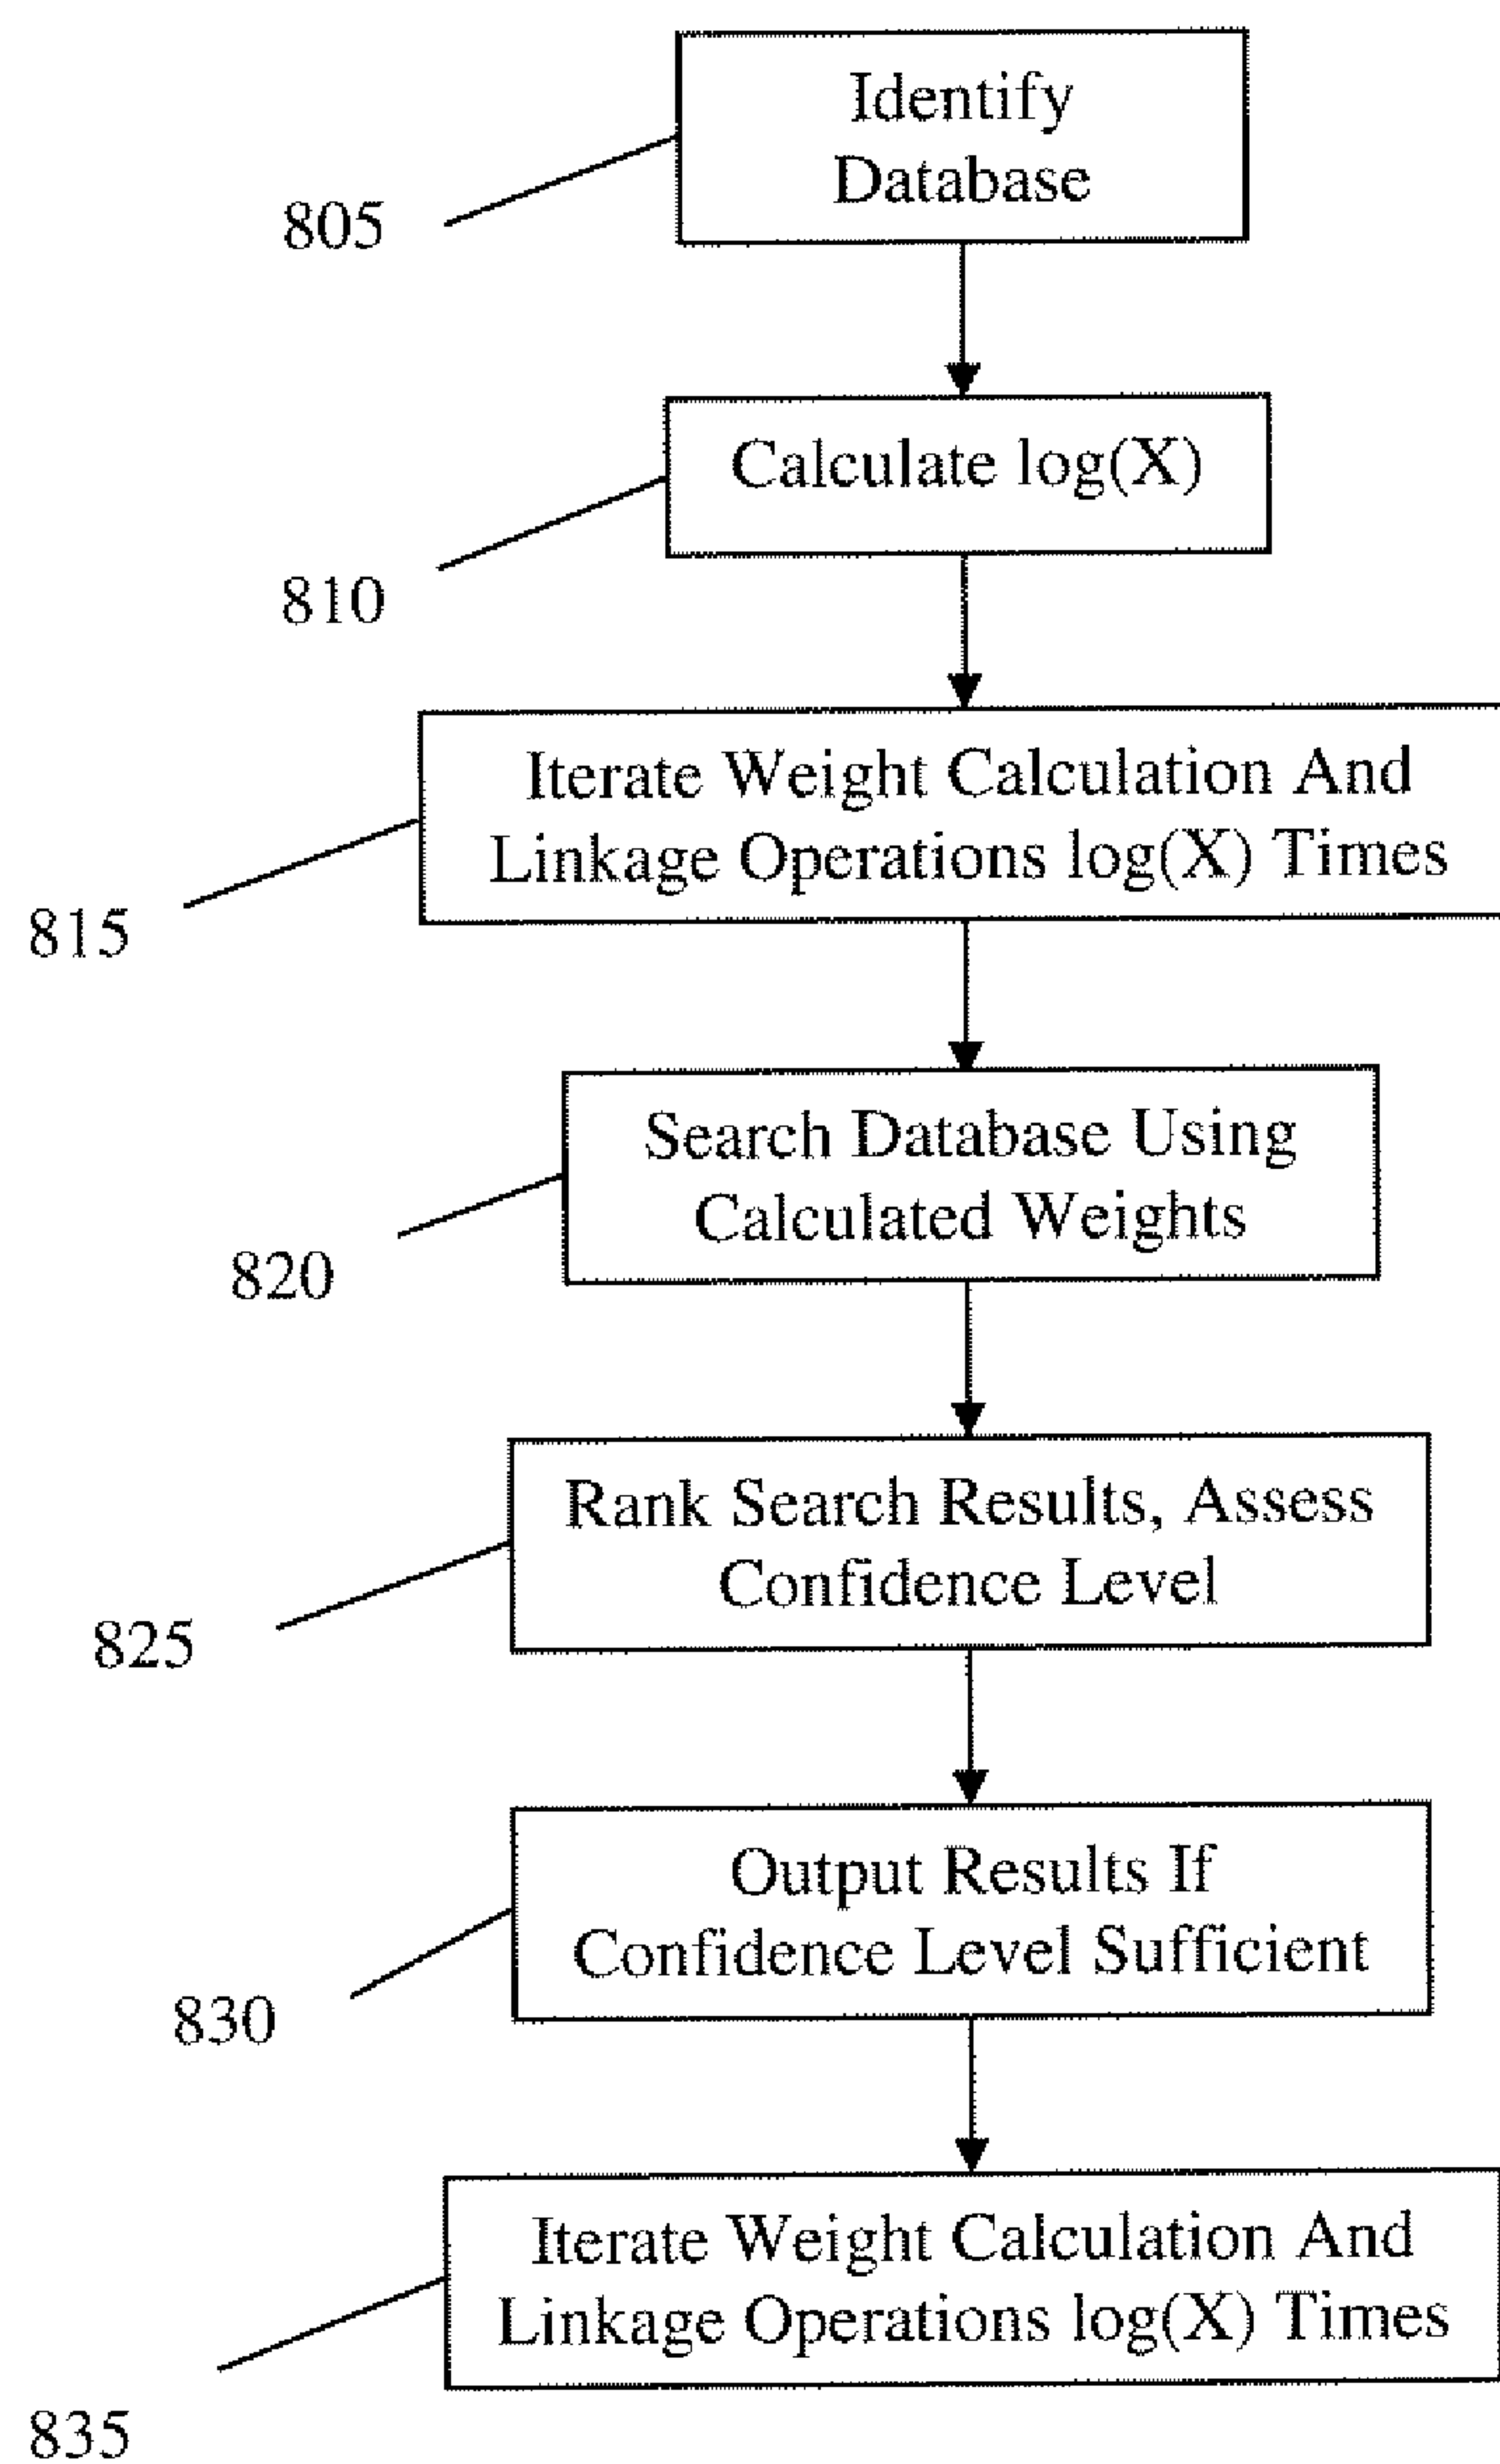 Identify
Database
805
Calculate log(X)
810
Iterate Weight Calculation And
Linkage Operations log(X) Times
815
Search Database Using
Calculated Weights
820
Rank Search Results, Assess
Confidence Level
825
Output Results If
Confidence Level Sufficient
830
Iterate Weight Calculation And
Linkage Operations log(X) Times
835